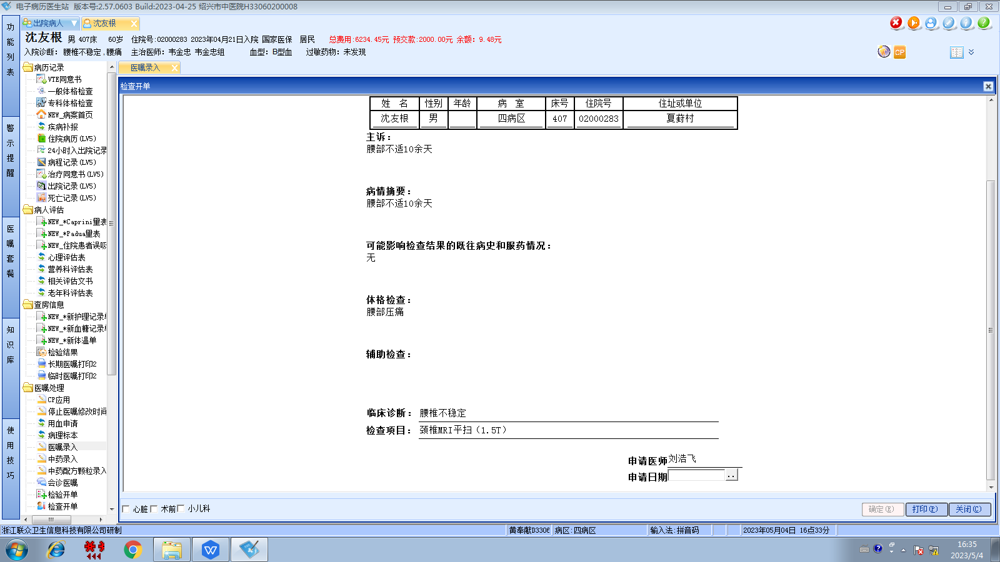 电子病历医生站 版本号:2.57.0603 Build:2023-04-25 绍兴市中医院H33060200008
出院病人 沈友根
沈友根 男 407床 60岁 住院号:02000283 2023年04月21日入院 国家医保 居民 总费用:6234.45元 预交款:2000.00元 余额: 9.48元
入院诊断: 腰椎不稳定,腰痛 主治医师: 韦金忠 韦金忠组 血型: B型血 过敏药物: 未发现
CP
功能列表
警示提醒
医嘱套餐
知识库
使用技巧
病历记录
VTE同意书
一般体格检查
专科体格检查
NEW_病案首页
疾病补报
住院病历(LV5)
24小时入出院记录
病程记录(LV5)
治疗同意书(LV5)
出院记录(LV5)
死亡记录(LV5)
病人评估
NEW_*Caprini量表
NEW_*Padua量表
NEW_住院患者误吸
心理评估表
营养科评估表
相关评估文书
老年科评估表
查房信息
NEW_*新护理记录单
NEW_*新血糖记录单
NEW_*新体温单
检验结果
长期医嘱打印2
临时医嘱打印2
医嘱处理
CP应用
停止医嘱修改时间
用血申请
病理标本
医嘱录入
中药录入
中药配方颗粒录入
会诊医嘱
检验开单
检查开单
医嘱录入
检查开单
姓 名 性别 年龄 病 室 床号 住院号 住址或单位
沈友根 男 四病区 407 02000283 夏葑村
主诉:
腰部不适10余天
病情摘要:
腰部不适10余天
可能影响检查结果的既往病史和服药情况:
无
体格检查:
腰部压痛
辅助检查:
临床诊断: 腰椎不稳定
检查项目: 颈椎MRI平扫（1.5T）
申请医师 刘浩飞
申请日期 ..
心脏 术前 小儿科
确定(E) 打印(P) 关闭(C)
浙江联众卫生信息科技有限公司研制 黄奉献D3306 病区:四病区 输入法:拼音码 2023年05月04日 16点33分
16:35
2023/5/4